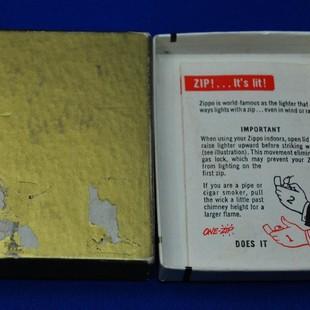 ZIP!... It's lit!
Zippo is world-famous as the lighter that
ways lights with a zip... even in wind or ra
IMPORTANT
When using your Zippo indoors, open lid
raise lighter upward before striking w
(see illustration). This movement elimin
gas lock, which may prevent your Z
from lighting on the
first zip.
If you are a pipe or
cigar smoker, pull
the wick a little past
chimney height for a
larger flame.
2
1
ONE-ZIP
DOES IT